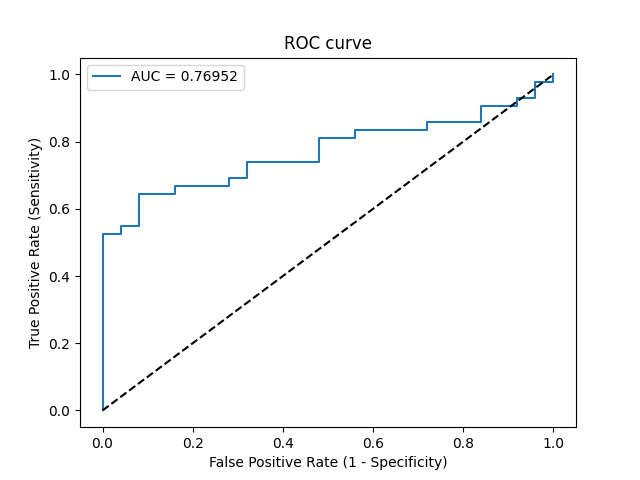 ROC curve
AUC = 0.76952
1.0
0.8
0.6
0.4
0.2
0.0
True Positive Rate (Sensitivity)
0.0 0.2 0.4 0.6 0.8 1.0
False Positive Rate (1 - Specificity)